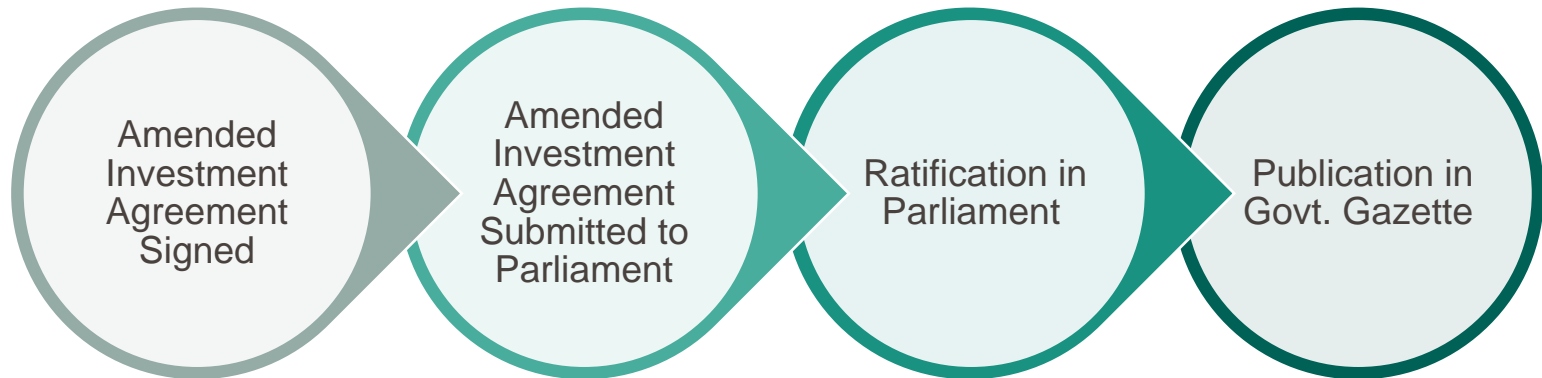 Amended
Investment
Agreement
Signed
Amended
Investment
Agreement
Submitted to
Parliament
Ratification in
Parliament
Publication in
Govt. Gazette